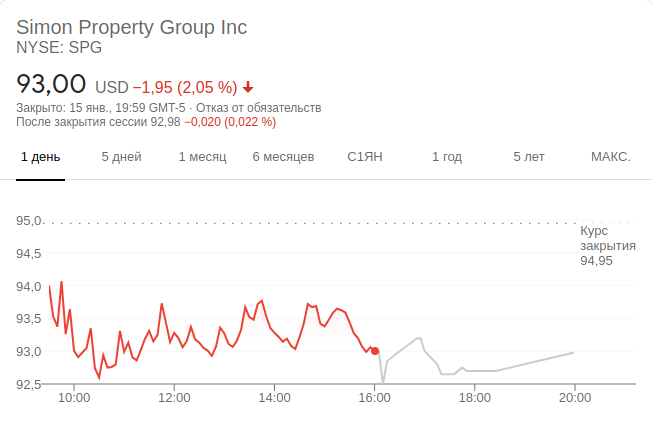 Simon Property Group Inc
NYSE: SPG
93,00 USD −1,95 (2,05 %)
Закрыто: 15 янв., 19:59 GMT-5 · Отказ от обязательств
После закрытия сессии 92,98 −0,020 (0,022 %)
1 день 5 дней 1 месяц 6 месяцев С1ЯН 1 год 5 лет МАКС.
95,0
Курс
закрытия
94,95
94,5
94,0
93,5
93,0
92,5
10:00 12:00 14:00 16:00 18:00 20:00